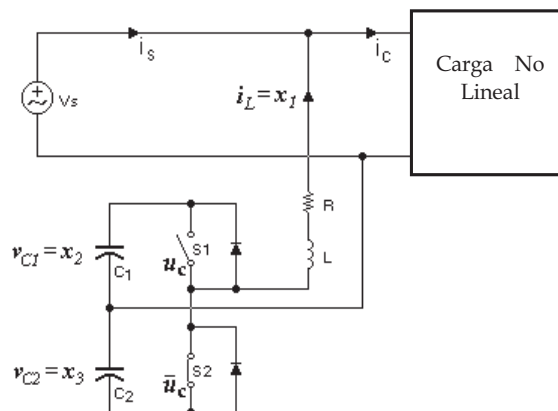 i_S
i_C
Carga No
Lineal
Vs
i_L = x_1
R
L
v_C1 = x_2
C_1
S1
u_c
v_C2 = x_3
C_2
S2
ū_c